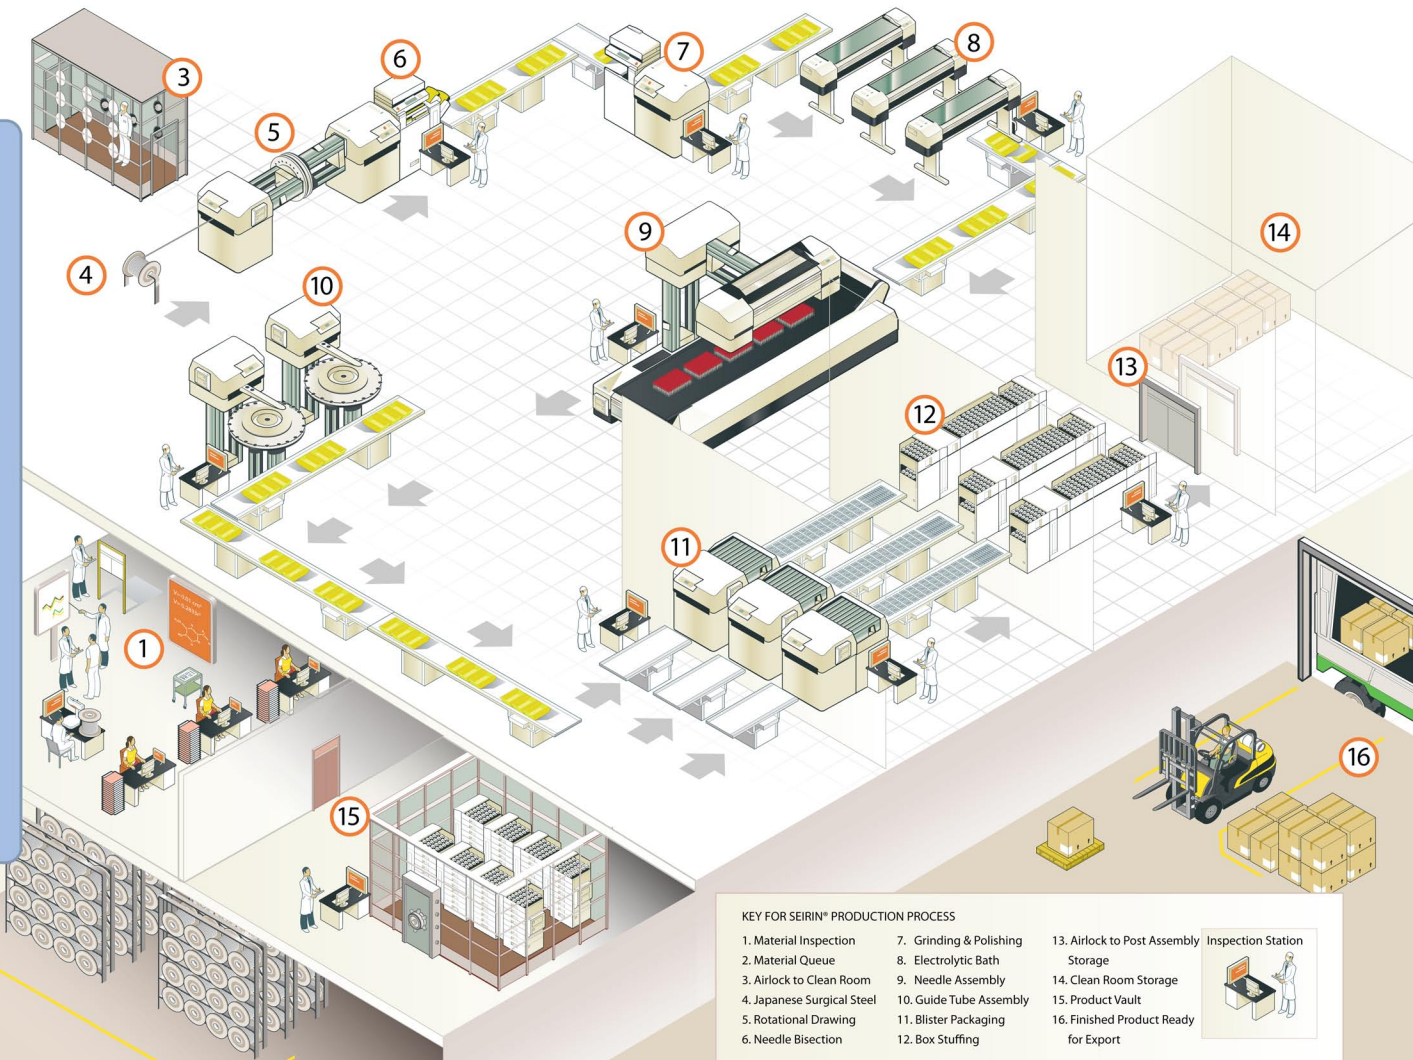 3
6
7
8
5
4
9
14
10
13
12
11
1
16
15
KEY FOR SEIRIN® PRODUCTION PROCESS
1. Material Inspection
2. Material Queue
3. Airlock to Clean Room
4. Japanese Surgical Steel
5. Rotational Drawing
6. Needle Bisection
7. Grinding & Polishing
8. Electrolytic Bath
9. Needle Assembly
10. Guide Tube Assembly
11. Blister Packaging
12. Box Stuffing
13. Airlock to Post Assembly
Storage
14. Clean Room Storage
15. Product Vault
16. Finished Product Ready
for Export
Inspection Station